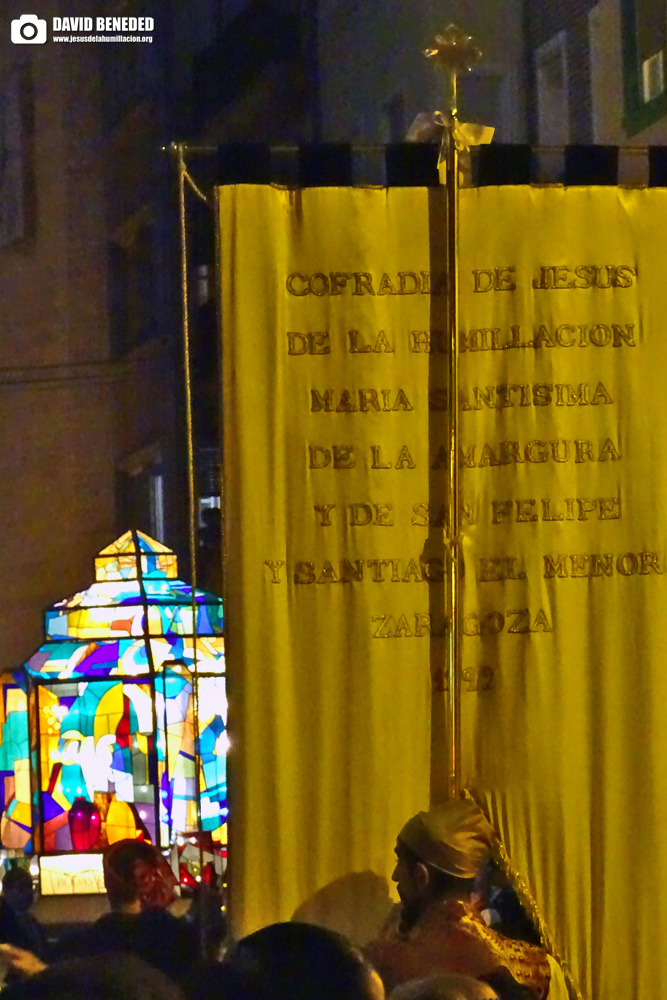 DAVID BENEDED
www.jesusdelahumillacion.org
COFRADIA DE JESUS
DE LA HUMILLACION
MARIA SANTISIMA
DE LA AMARGURA
Y DE SAN FELIPE
Y SANTIAGO EL MENOR
ZARAGOZA